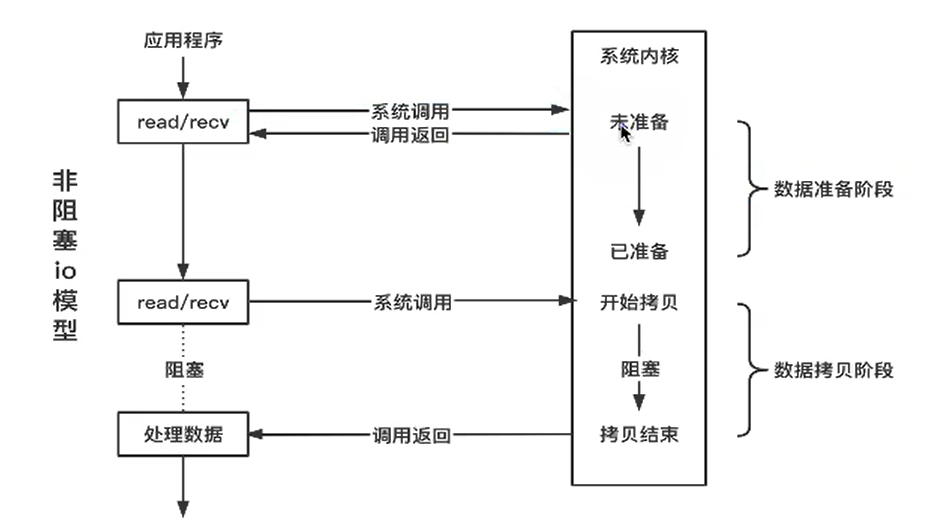 应用程序
系统内核
read/recv
系统调用
调用返回
未准备
数据准备阶段
非阻塞io模型
已准备
read/recv
系统调用
开始拷贝
阻塞
阻塞
数据拷贝阶段
处理数据
调用返回
拷贝结束